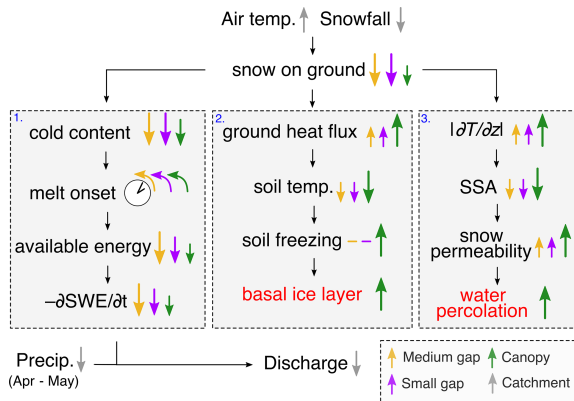 Air temp. Snowfall
snow on ground
1.
cold content
melt onset
available energy
−∂SWE/∂t
2.
ground heat flux
soil temp.
soil freezing
basal ice layer
3.
|∂T/∂z|
SSA
snow
permeability
water
percolation
Precip.
(Apr - May)
Discharge
Medium gap
Canopy
Small gap
Catchment